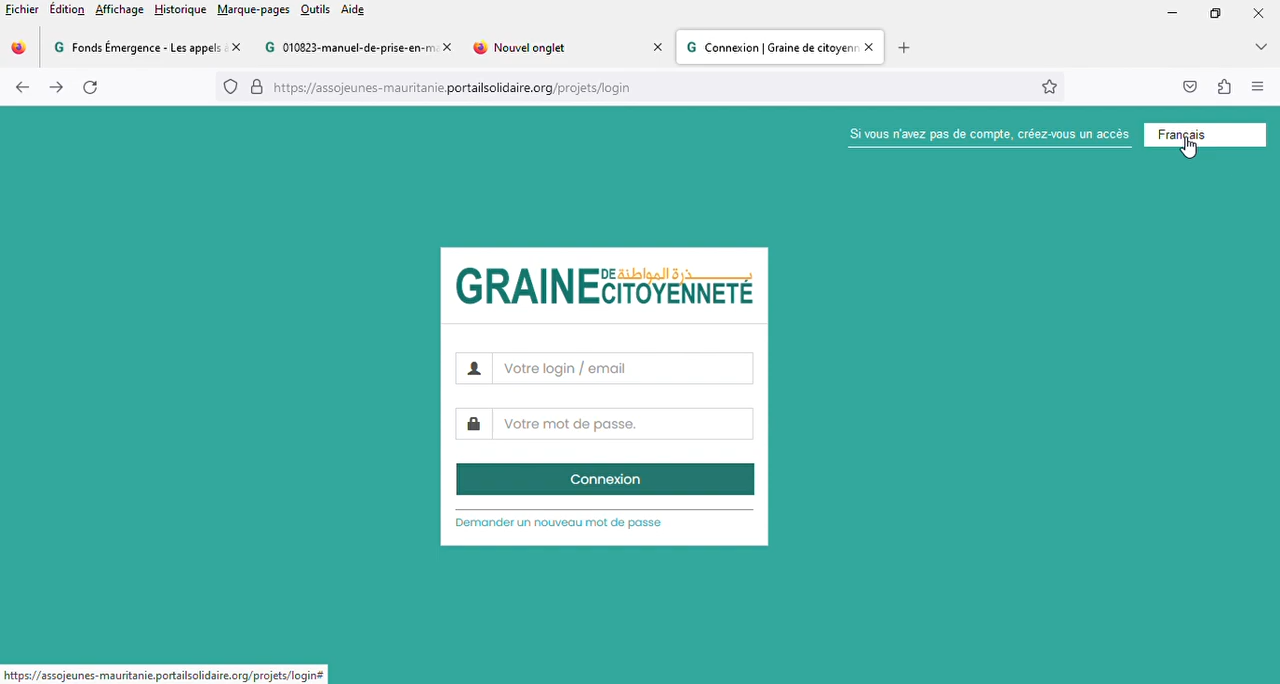 Fichier Édition Affichage Historique Marque-pages Outils Aide
Fonds Émergence - Les appels à
010823-manuel-de-prise-en-ma
Nouvel onglet
Connexion | Graine de citoyenn
https://assojeunes-mauritanie.portailsolidaire.org/projets/login
Si vous n'avez pas de compte, créez-vous un accès
Français
GRAINE DE CITOYENNETÉ
بـــذرة المواطنة
Votre login / email
Votre mot de passe.
Connexion
Demander un nouveau mot de passe
https://assojeunes-mauritanie.portailsolidaire.org/projets/login#